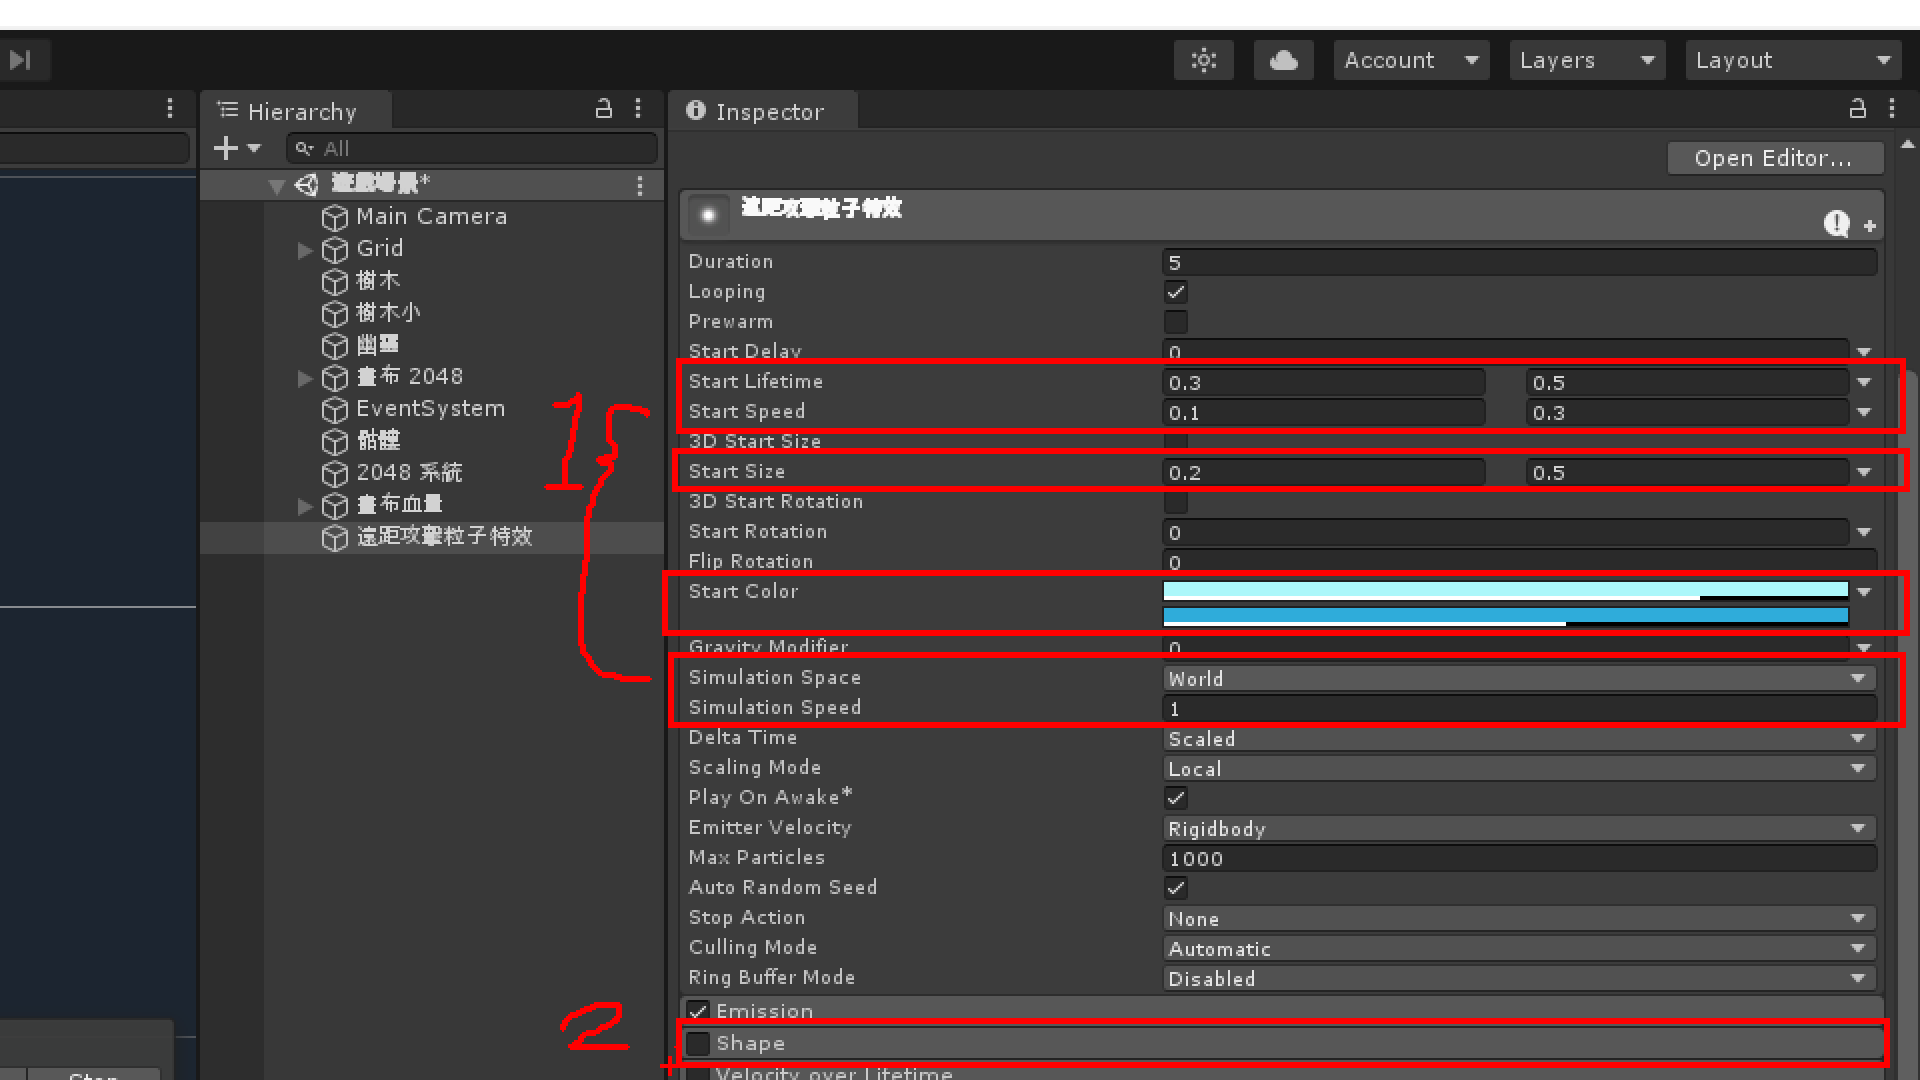 Account
Layers
Layout
Hierarchy
Inspector
All
Open Editor...
遊戲場景*
Main Camera
Grid
樹木
樹木小
幽靈
畫布 2048
EventSystem
骷髏
2048 系統
畫布血量
遠距攻擊粒子特效
遠距攻擊粒子特效
Duration 5
Looping
Prewarm
Start Delay 0
Start Lifetime 0.3 0.5
Start Speed 0.1 0.3
3D Start Size
Start Size 0.2 0.5
3D Start Rotation
Start Rotation 0
Flip Rotation 0
Start Color
Gravity Modifier 0
Simulation Space World
Simulation Speed 1
Delta Time Scaled
Scaling Mode Local
Play On Awake*
Emitter Velocity Rigidbody
Max Particles 1000
Auto Random Seed
Stop Action None
Culling Mode Automatic
Ring Buffer Mode Disabled
Emission
Shape
Velocity over Lifetime
1
2
Stop